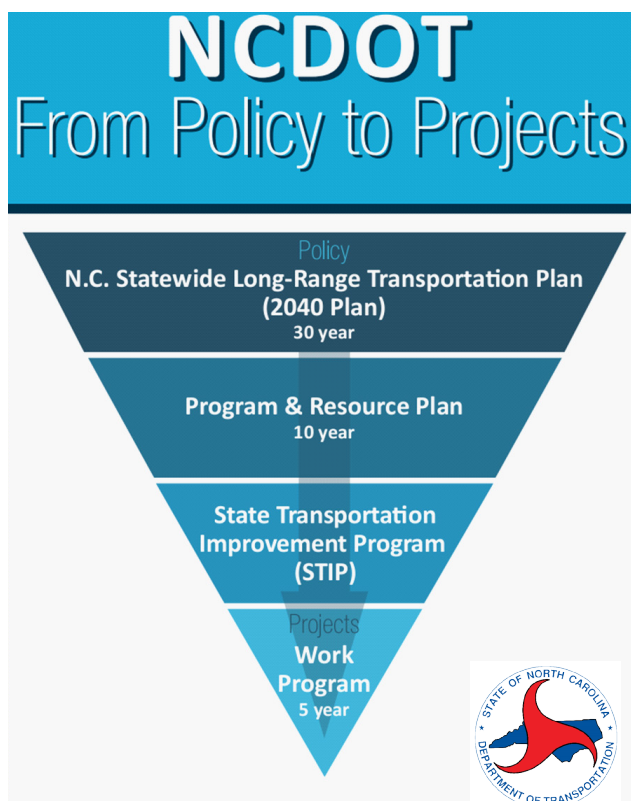 NCDOT
From Policy to Projects
Policy
N.C. Statewide Long-Range Transportation Plan
(2040 Plan)
30 year
Program & Resource Plan
10 year
State Transportation
Improvement Program
(STIP)
Projects
Work
Program
5 year
STATE OF NORTH CAROLINA
DEPARTMENT OF TRANSPORTATION